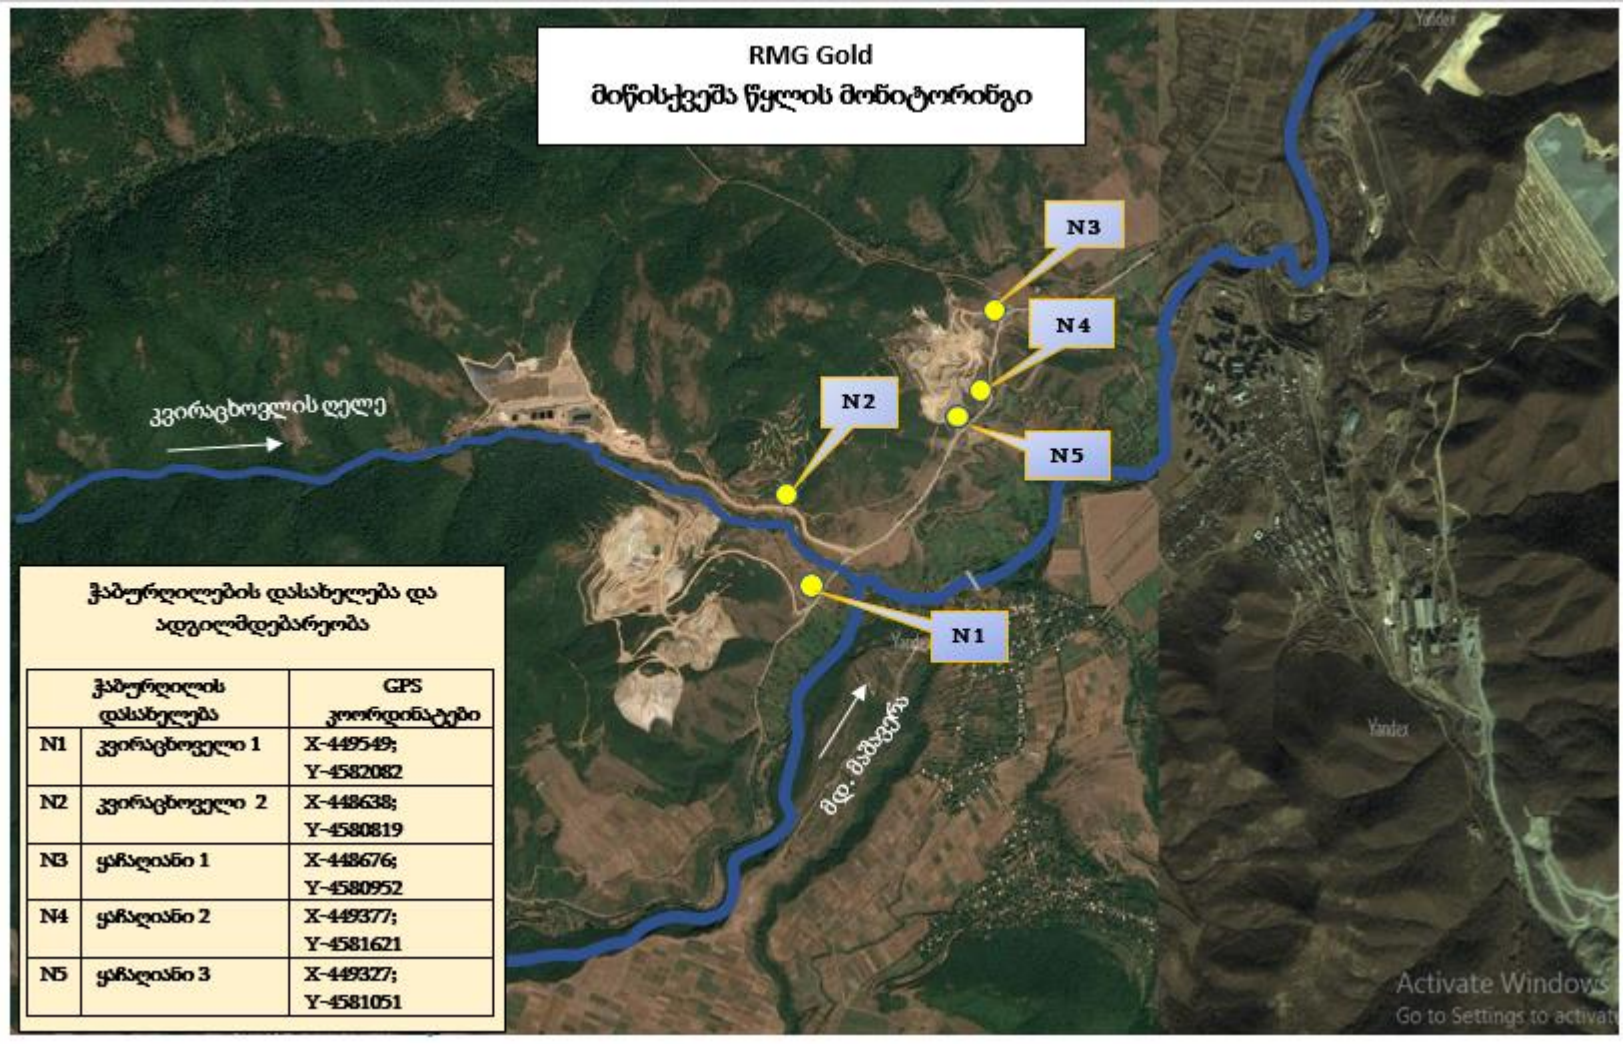 Yandex
RMG Gold
მიწისქვეშა წყლის მონიტორინგი
N3
N4
N2
N5
კვირაცხოვლის ღელე
N1
Yandex
მდ. მაშავერა
Yandex
ჭაბურღილების დასახელება და
ადგილმდებარეობა
ჭაბურღილის დასახელება GPS კოორდინატები
N1 კვირაცხოველი 1 X-449549; Y-4582082
N2 კვირაცხოველი 2 X-448638; Y-4580819
N3 ყაჩაღიანი 1 X-448676; Y-4580952
N4 ყაჩაღიანი 2 X-449377; Y-4581621
N5 ყაჩაღიანი 3 X-449327; Y-4581051
Activate Windows
Go to Settings to activat